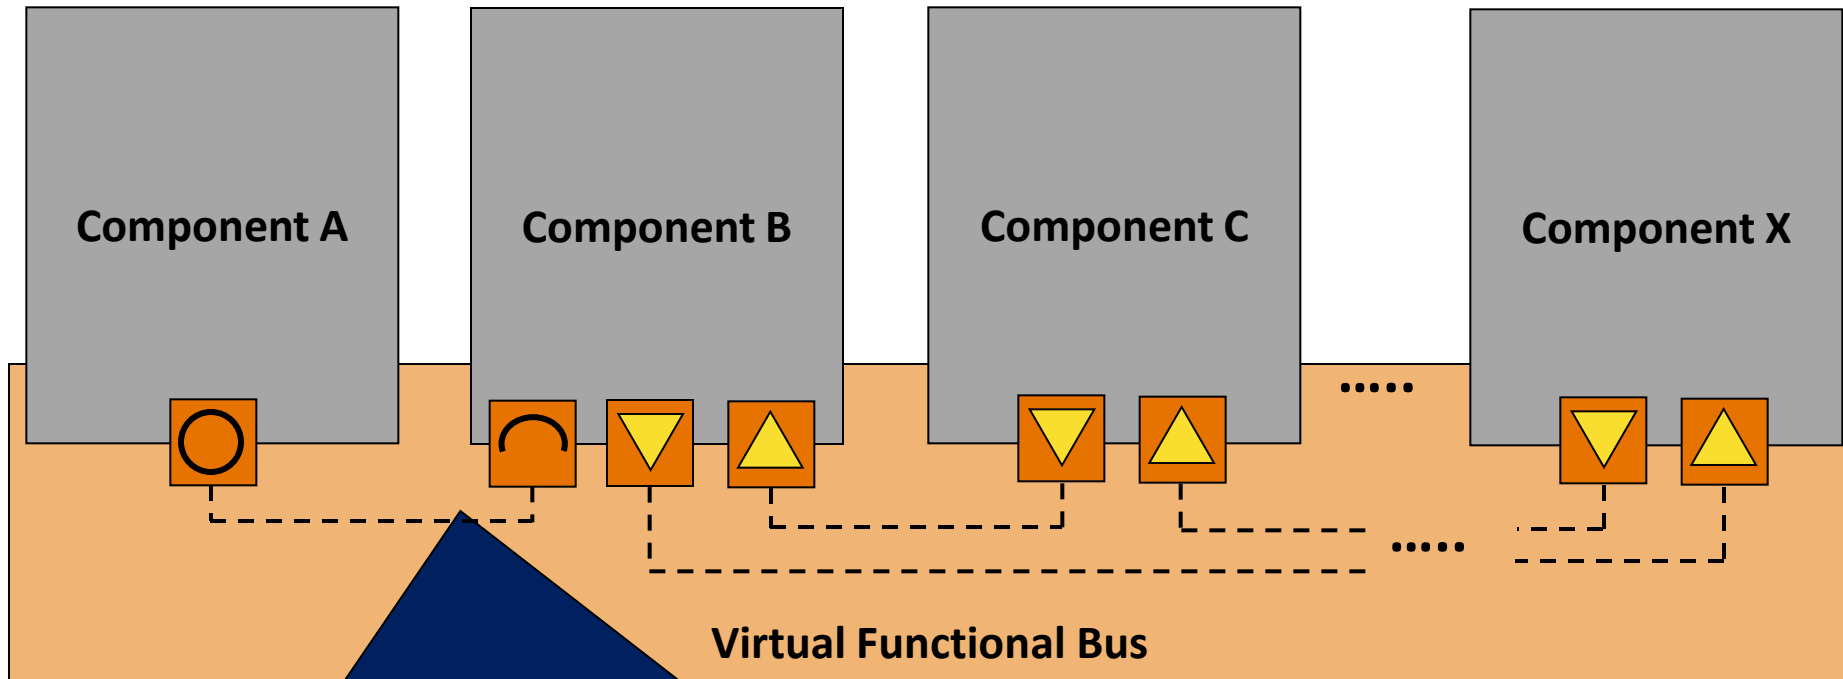 Component A
Component B
Component C
Component X
.....
.....
Virtual Functional Bus